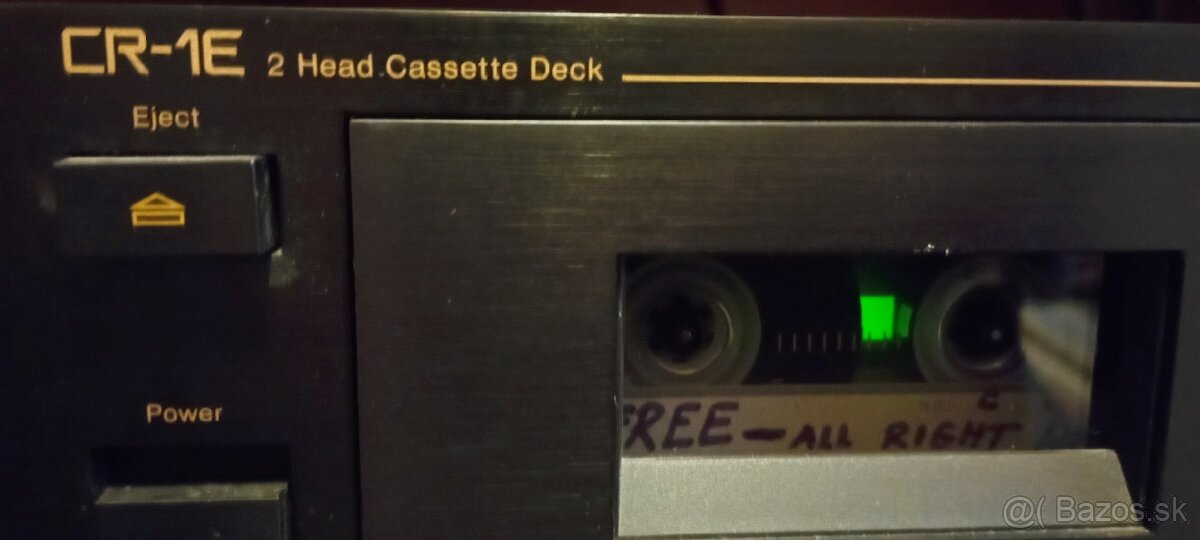 CR-1E 2 Head Cassette Deck
Eject
Power
C
FREE - ALL RIGHT
@( Bazos.sk